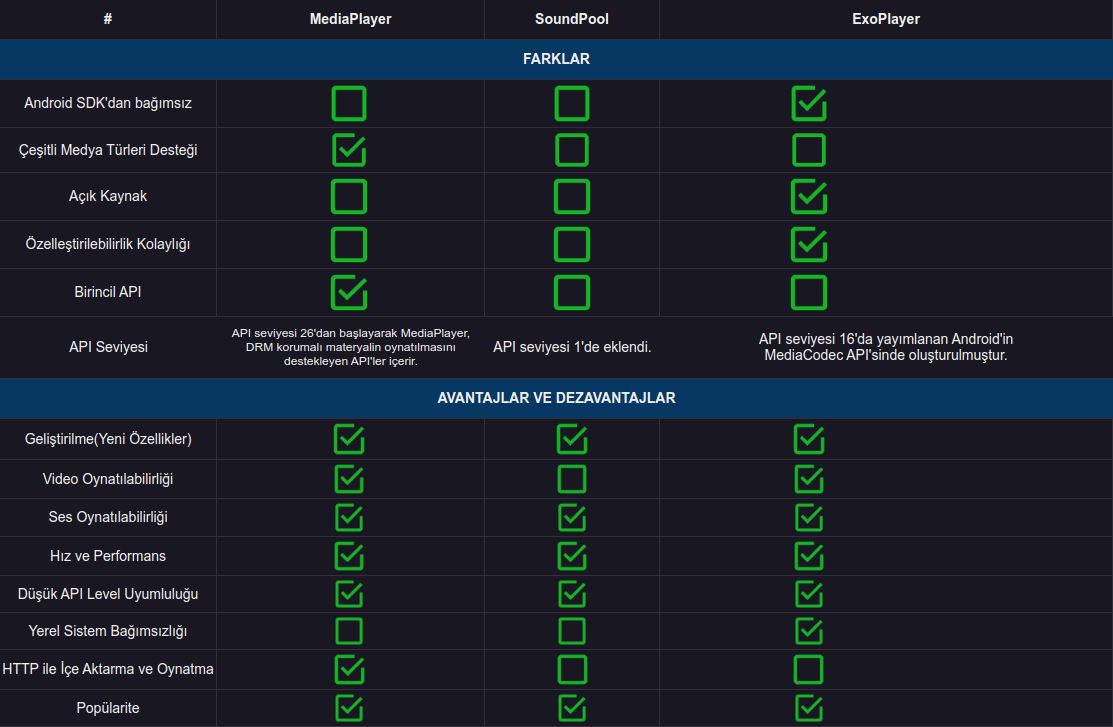 # MediaPlayer SoundPool ExoPlayer
FARKLAR
Android SDK'dan bağımsız
Çeşitli Medya Türleri Desteği
Açık Kaynak
Özelleştirilebilirlik Kolaylığı
Birincil API
API Seviyesi
API seviyesi 26'dan başlayarak MediaPlayer,
DRM korumalı materyalin oynatılmasını
destekleyen API'ler içerir.
API seviyesi 1'de eklendi.
API seviyesi 16'da yayımlanan Android'in
MediaCodec API'sinde oluşturulmuştur.
AVANTAJLAR VE DEZAVANTAJLAR
Geliştirilme(Yeni Özellikler)
Video Oynatılabilirliği
Ses Oynatılabilirliği
Hız ve Performans
Düşük API Level Uyumluluğu
Yerel Sistem Bağımsızlığı
HTTP ile İçe Aktarma ve Oynatma
Popülarite